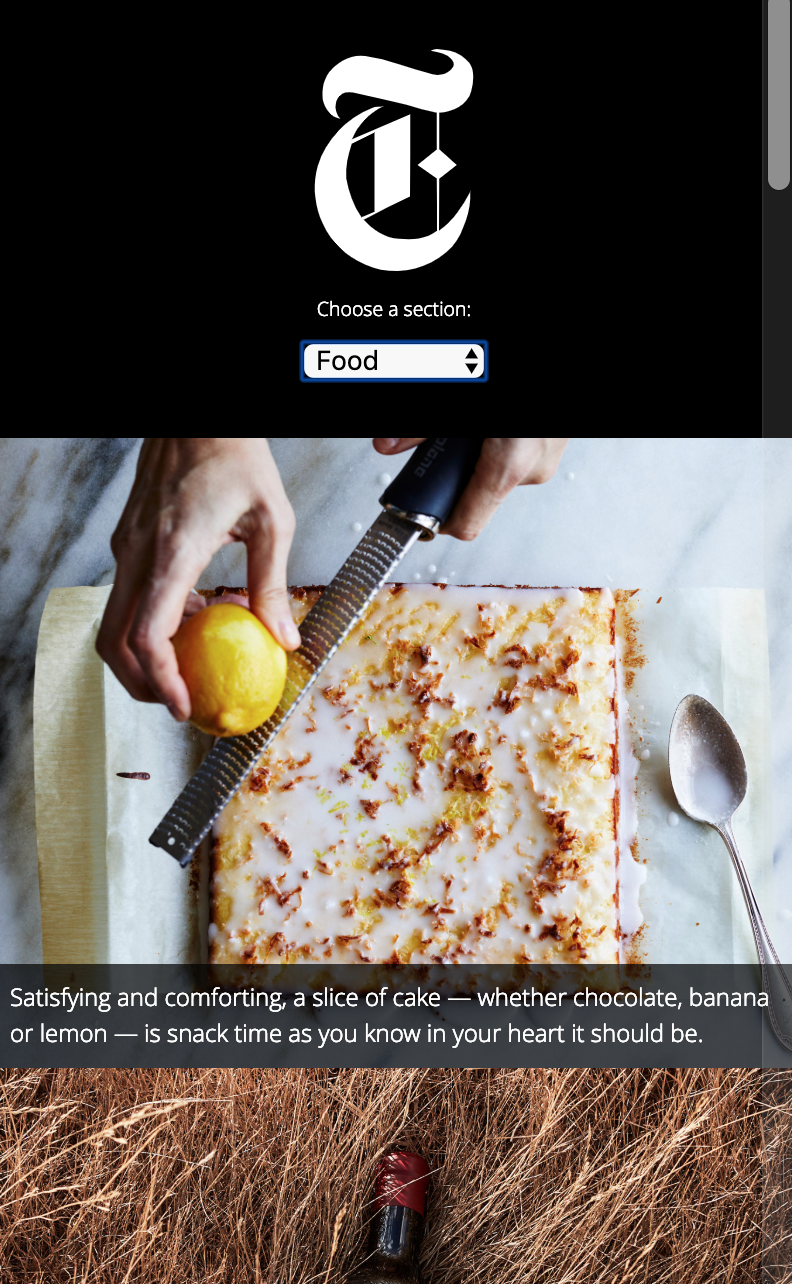 Choose a section:
Food
Satisfying and comforting, a slice of cake — whether chocolate, banana
or lemon — is snack time as you know in your heart it should be.